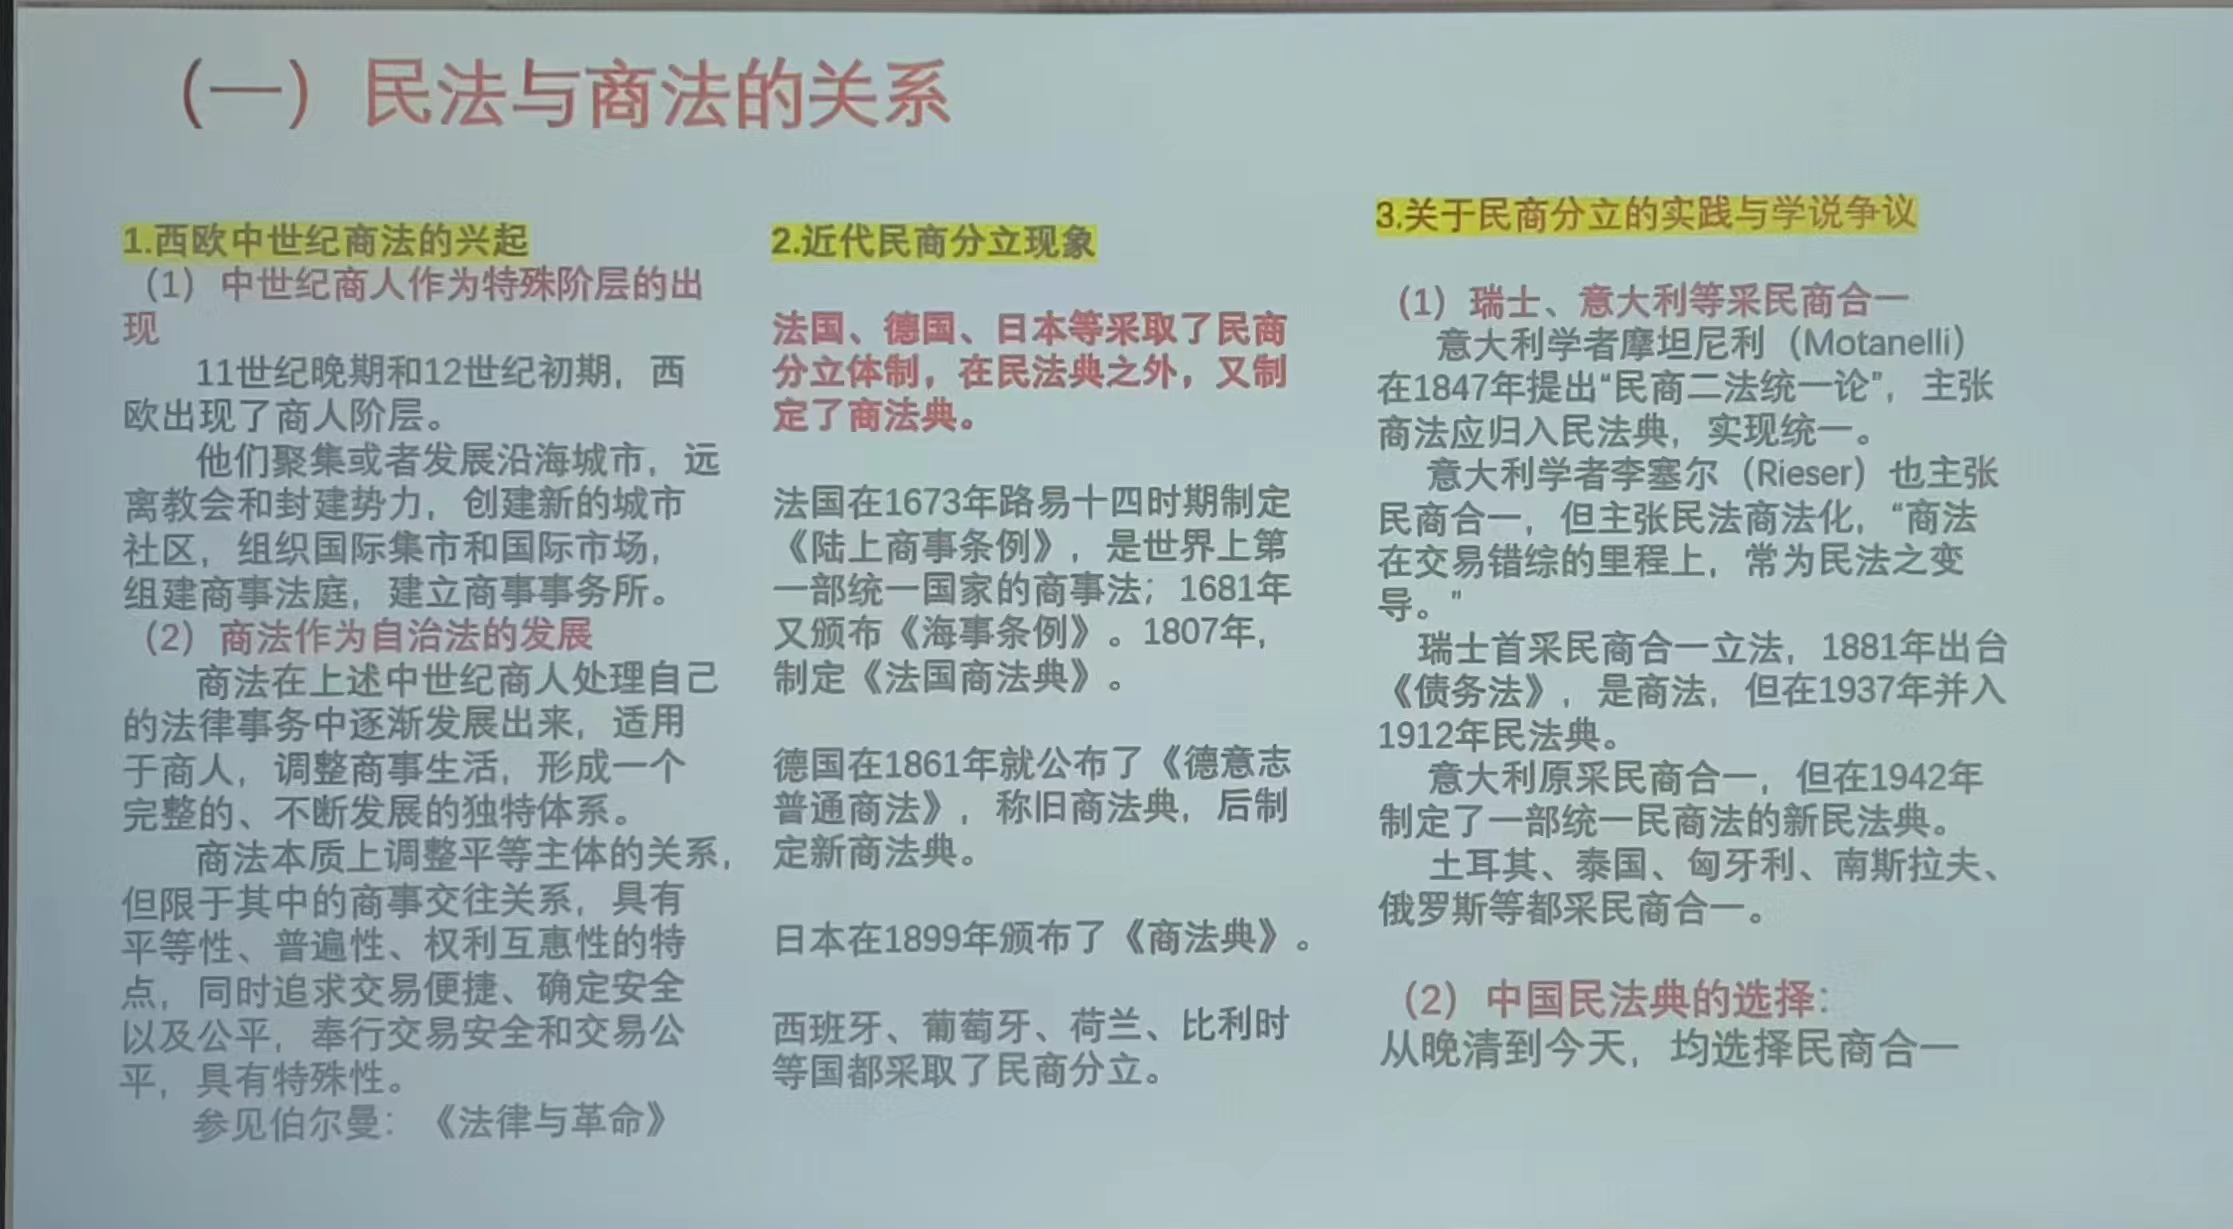 （一）民法与商法的关系
1.西欧中世纪商法的兴起
（1）中世纪商人作为特殊阶层的出
现
11世纪晚期和12世纪初期，西
欧出现了商人阶层。
他们聚集或者发展沿海城市，远
离教会和封建势力，创建新的城市
社区，组织国际集市和国际市场，
组建商事法庭，建立商事事务所。
（2）商法作为自治法的发展
商法在上述中世纪商人处理自己
的法律事务中逐渐发展出来，适用
于商人，调整商事生活，形成一个
完整的、不断发展的独特体系。
商法本质上调整平等主体的关系，
但限于其中的商事交往关系，具有
平等性、普遍性、权利互惠性的特
点，同时追求交易便捷、确定安全
以及公平，奉行交易安全和交易公
平，具有特殊性。
参见伯尔曼：《法律与革命》
2.近代民商分立现象
法国、德国、日本等采取了民商
分立体制，在民法典之外，又制
定了商法典。
法国在1673年路易十四时期制定
《陆上商事条例》，是世界上第
一部统一国家的商事法；1681年
又颁布《海事条例》。1807年，
制定《法国商法典》。
德国在1861年就公布了《德意志
普通商法》，称旧商法典，后制
定新商法典。
日本在1899年颁布了《商法典》。
西班牙、葡萄牙、荷兰、比利时
等国都采取了民商分立。
3.关于民商分立的实践与学说争议
（1）瑞士、意大利等采民商合一
意大利学者摩坦尼利（Motanelli）
在1847年提出“民商二法统一论”，主张
商法应归入民法典，实现统一。
意大利学者李塞尔（Rieser）也主张
民商合一，但主张民法商法化，“商法
在交易错综的里程上，常为民法之变
导。”
瑞士首采民商合一立法，1881年出台
《债务法》，是商法，但在1937年并入
1912年民法典。
意大利原采民商合一，但在1942年
制定了一部统一民商法的新民法典。
土耳其、泰国、匈牙利、南斯拉夫、
俄罗斯等都采民商合一。
（2）中国民法典的选择：
从晚清到今天，均选择民商合一